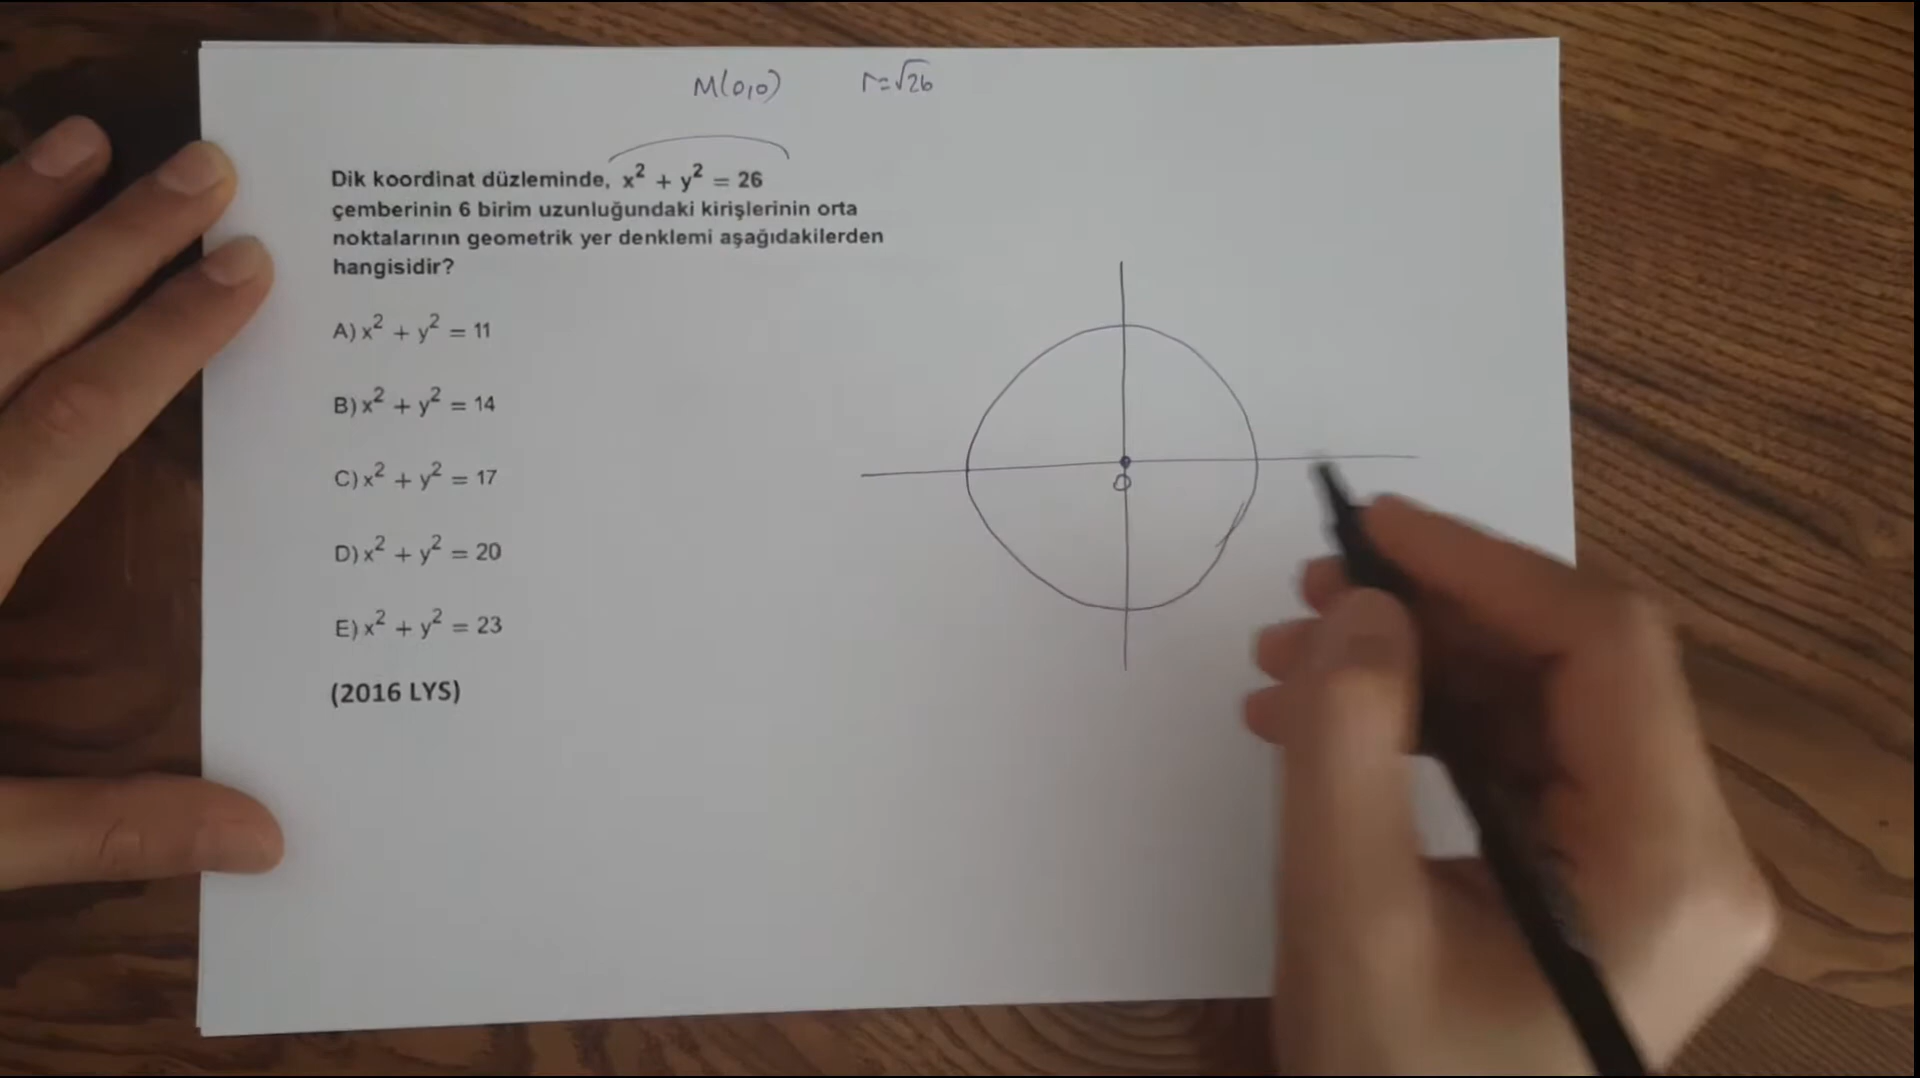 M(0,0) r=√26
Dik koordinat düzleminde, x² + y² = 26
çemberinin 6 birim uzunluğundaki kirişlerinin orta
noktalarının geometrik yer denklemi aşağıdakilerden
hangisidir?
A) x² + y² = 11
B) x² + y² = 14
C) x² + y² = 17
D) x² + y² = 20
E) x² + y² = 23
(2016 LYS)
O